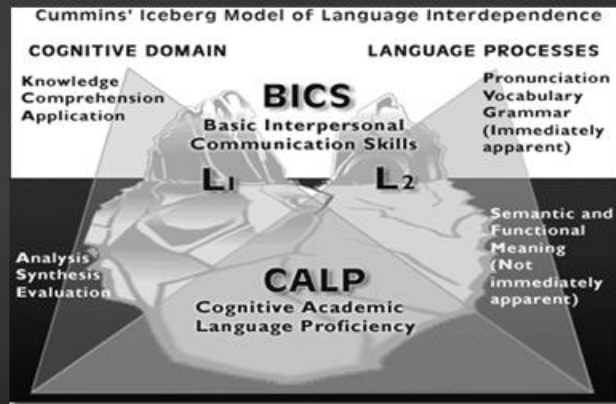 Cummins' Iceberg Model of Language Interdependence
COGNITIVE DOMAIN
Knowledge
Comprehension
Application
LANGUAGE PROCESSES
Pronunciation
Vocabulary
Grammar
(Immediately
apparent)
BICS
Basic Interpersonal
Communication Skills
L1
L2
Analysis
Synthesis
Evaluation
Semantic and
Functional
Meaning
(Not
immediately
apparent)
CALP
Cognitive Academic
Language Proficiency